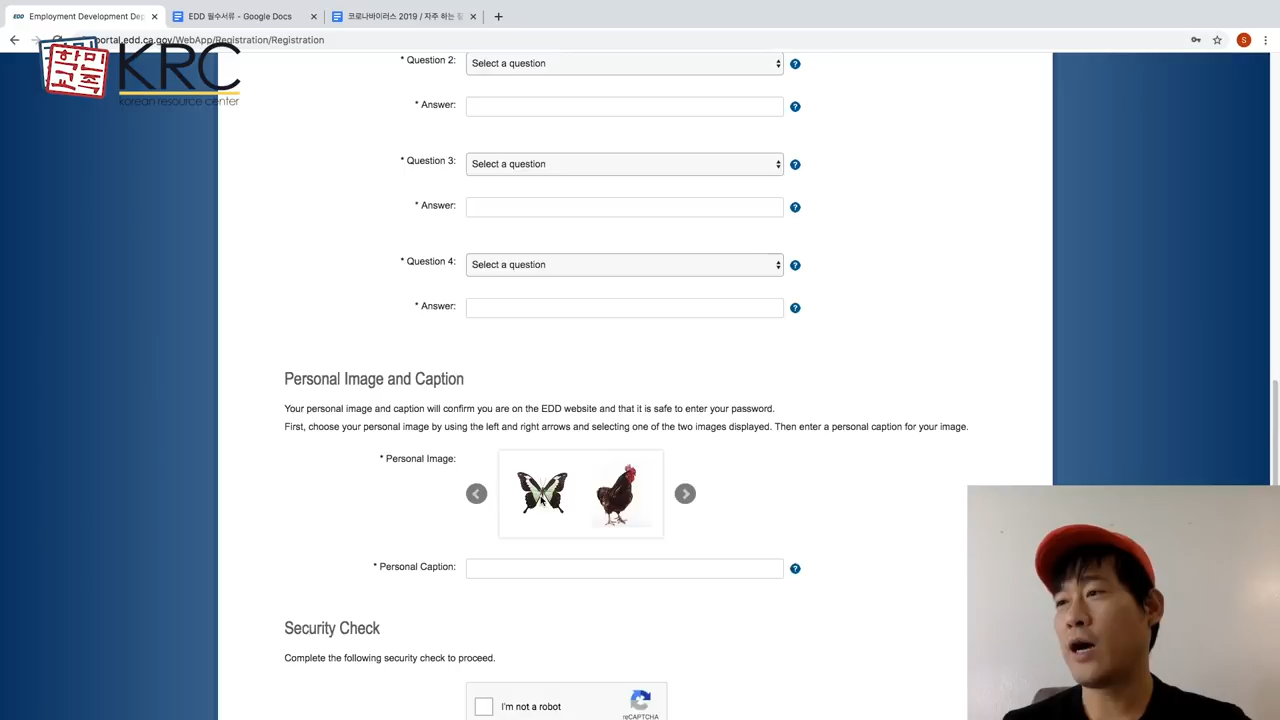 Employment Development Dep
EDD 필수서류 - Google Docs
코로나바이러스 2019 / 자주 하는 질
portal.edd.ca.gov/WebApp/Registration/Registration
S
학민
교족
KRC
korean resource center
* Question 2:
Select a question
?
* Answer:
?
* Question 3:
Select a question
?
* Answer:
?
* Question 4:
Select a question
?
* Answer:
?
Personal Image and Caption
Your personal image and caption will confirm you are on the EDD website and that it is safe to enter your password.
First, choose your personal image by using the left and right arrows and selecting one of the two images displayed. Then enter a personal caption for your image.
* Personal Image:
* Personal Caption:
?
Security Check
Complete the following security check to proceed.
I'm not a robot
reCAPTCHA